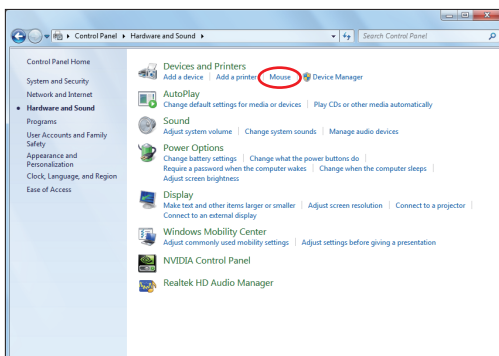 Control Panel ▸ Hardware and Sound ▸
Search Control Panel
Control Panel Home
System and Security
Network and Internet
Hardware and Sound
Programs
User Accounts and Family
Safety
Appearance and
Personalization
Clock, Language, and Region
Ease of Access
Devices and Printers
Add a device | Add a printer | Mouse | Device Manager
AutoPlay
Change default settings for media or devices | Play CDs or other media automatically
Sound
Adjust system volume | Change system sounds | Manage audio devices
Power Options
Change battery settings | Change what the power buttons do |
Require a password when the computer wakes | Change when the computer sleeps |
Adjust screen brightness
Display
Make text and other items larger or smaller | Adjust screen resolution | Connect to a projector |
Connect to an external display
Windows Mobility Center
Adjust commonly used mobility settings | Adjust settings before giving a presentation
NVIDIA Control Panel
Realtek HD Audio Manager